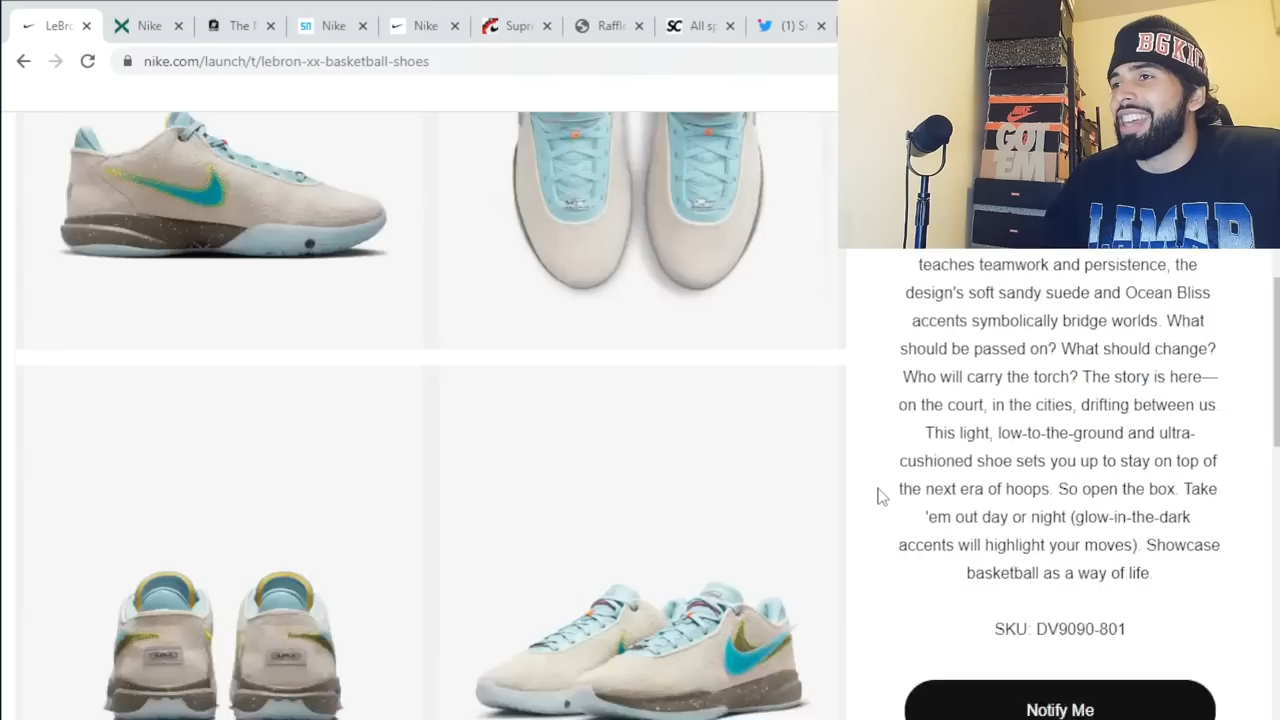 LeBro
Nike
The
Nike
Nike
Supr
Raffl
All sp
(1) S
nike.com/launch/t/lebron-xx-basketball-shoes
BGKIC
NIKE
GOT
'EM
LAMAR
teaches teamwork and persistence, the
design's soft sandy suede and Ocean Bliss
accents symbolically bridge worlds. What
should be passed on? What should change?
Who will carry the torch? The story is here—
on the court, in the cities, drifting between us.
This light, low-to-the-ground and ultra-
cushioned shoe sets you up to stay on top of
the next era of hoops. So open the box. Take
'em out day or night (glow-in-the-dark
accents will highlight your moves). Showcase
basketball as a way of life.
SKU: DV9090-801
Notify Me